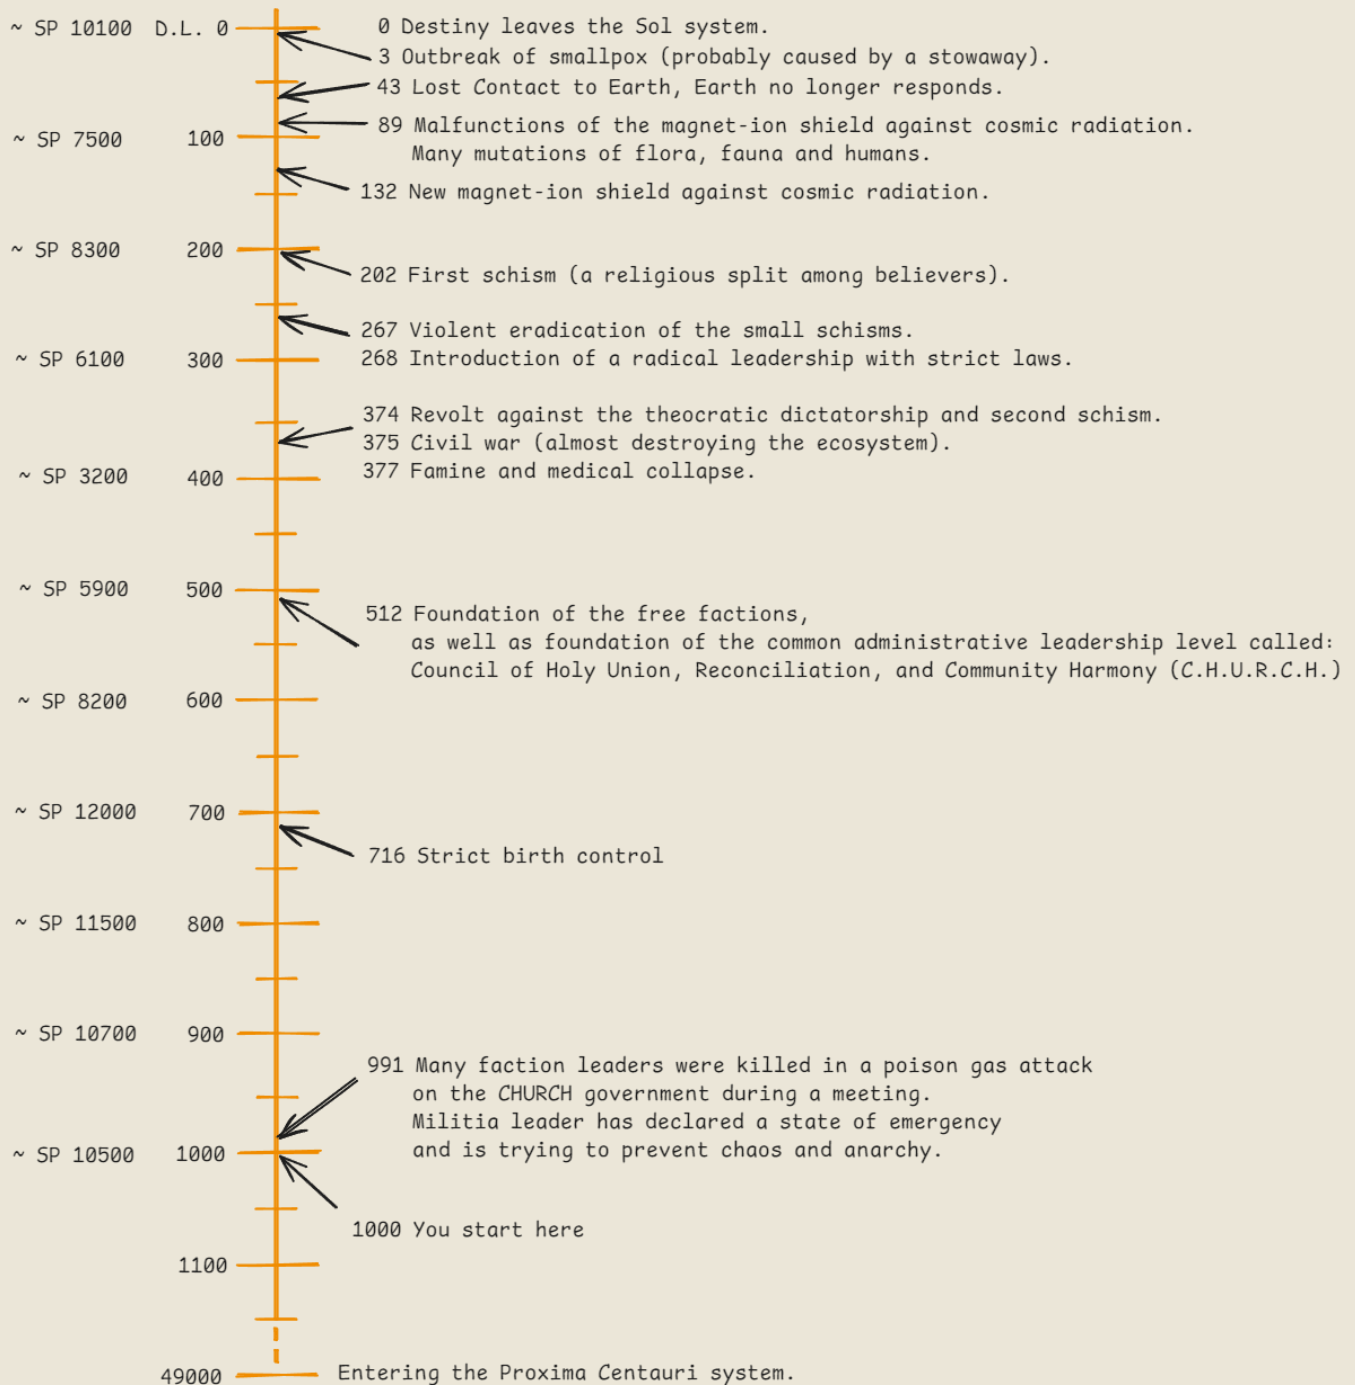 ~ SP 10100 D.L. 0
0 Destiny leaves the Sol system.
3 Outbreak of smallpox (probably caused by a stowaway).
43 Lost Contact to Earth, Earth no longer responds.
~ SP 7500 100
89 Malfunctions of the magnet-ion shield against cosmic radiation.
Many mutations of flora, fauna and humans.
132 New magnet-ion shield against cosmic radiation.
~ SP 8300 200
202 First schism (a religious split among believers).
267 Violent eradication of the small schisms.
~ SP 6100 300
268 Introduction of a radical leadership with strict laws.
374 Revolt against the theocratic dictatorship and second schism.
375 Civil war (almost destroying the ecosystem).
377 Famine and medical collapse.
~ SP 3200 400
~ SP 5900 500
512 Foundation of the free factions,
as well as foundation of the common administrative leadership level called:
Council of Holy Union, Reconciliation, and Community Harmony (C.H.U.R.C.H.)
~ SP 8200 600
~ SP 12000 700
716 Strict birth control
~ SP 11500 800
~ SP 10700 900
991 Many faction leaders were killed in a poison gas attack
on the CHURCH government during a meeting.
Militia leader has declared a state of emergency
and is trying to prevent chaos and anarchy.
~ SP 10500 1000
1000 You start here
1100
49000 Entering the Proxima Centauri system.